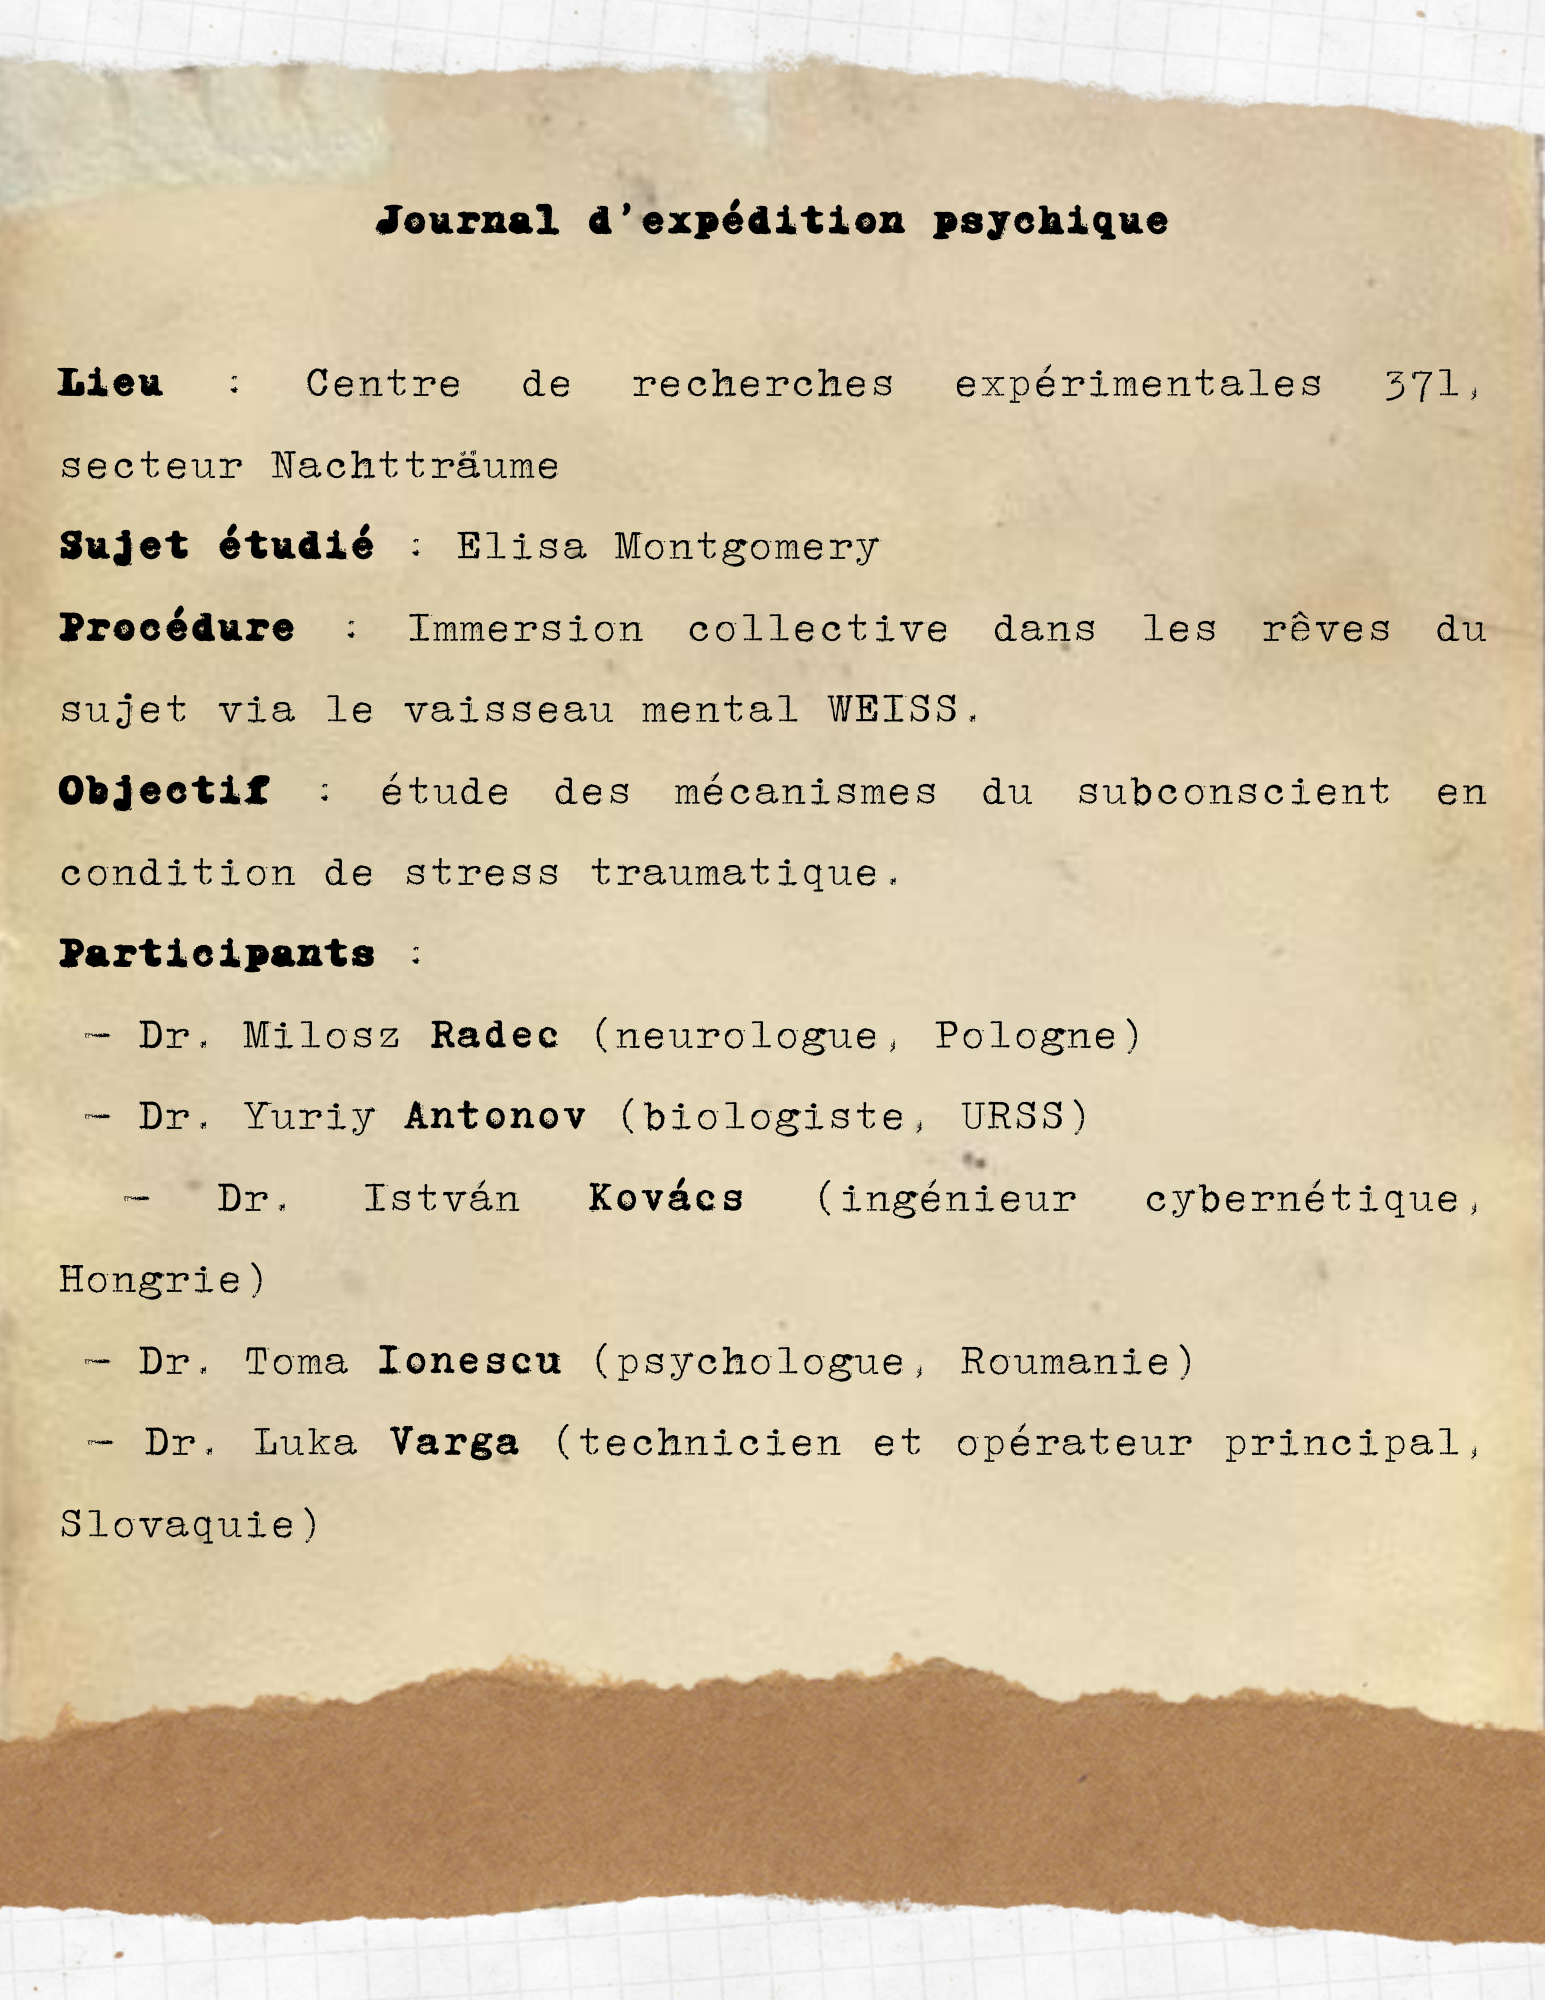 Journal d'expédition psychique
Lieu : Centre de recherches expérimentales 371,
secteur Nachtträume
Sujet étudié : Elisa Montgomery
Procédure : Immersion collective dans les rêves du
sujet via le vaisseau mental WEISS.
Objectif : étude des mécanismes du subconscient en
condition de stress traumatique.
Participants :
— Dr. Milosz Radec (neurologue, Pologne)
— Dr. Yuriy Antonov (biologiste, URSS)
— Dr. István Kovács (ingénieur cybernétique,
Hongrie)
— Dr. Toma Ionescu (psychologue, Roumanie)
— Dr. Luka Varga (technicien et opérateur principal,
Slovaquie)